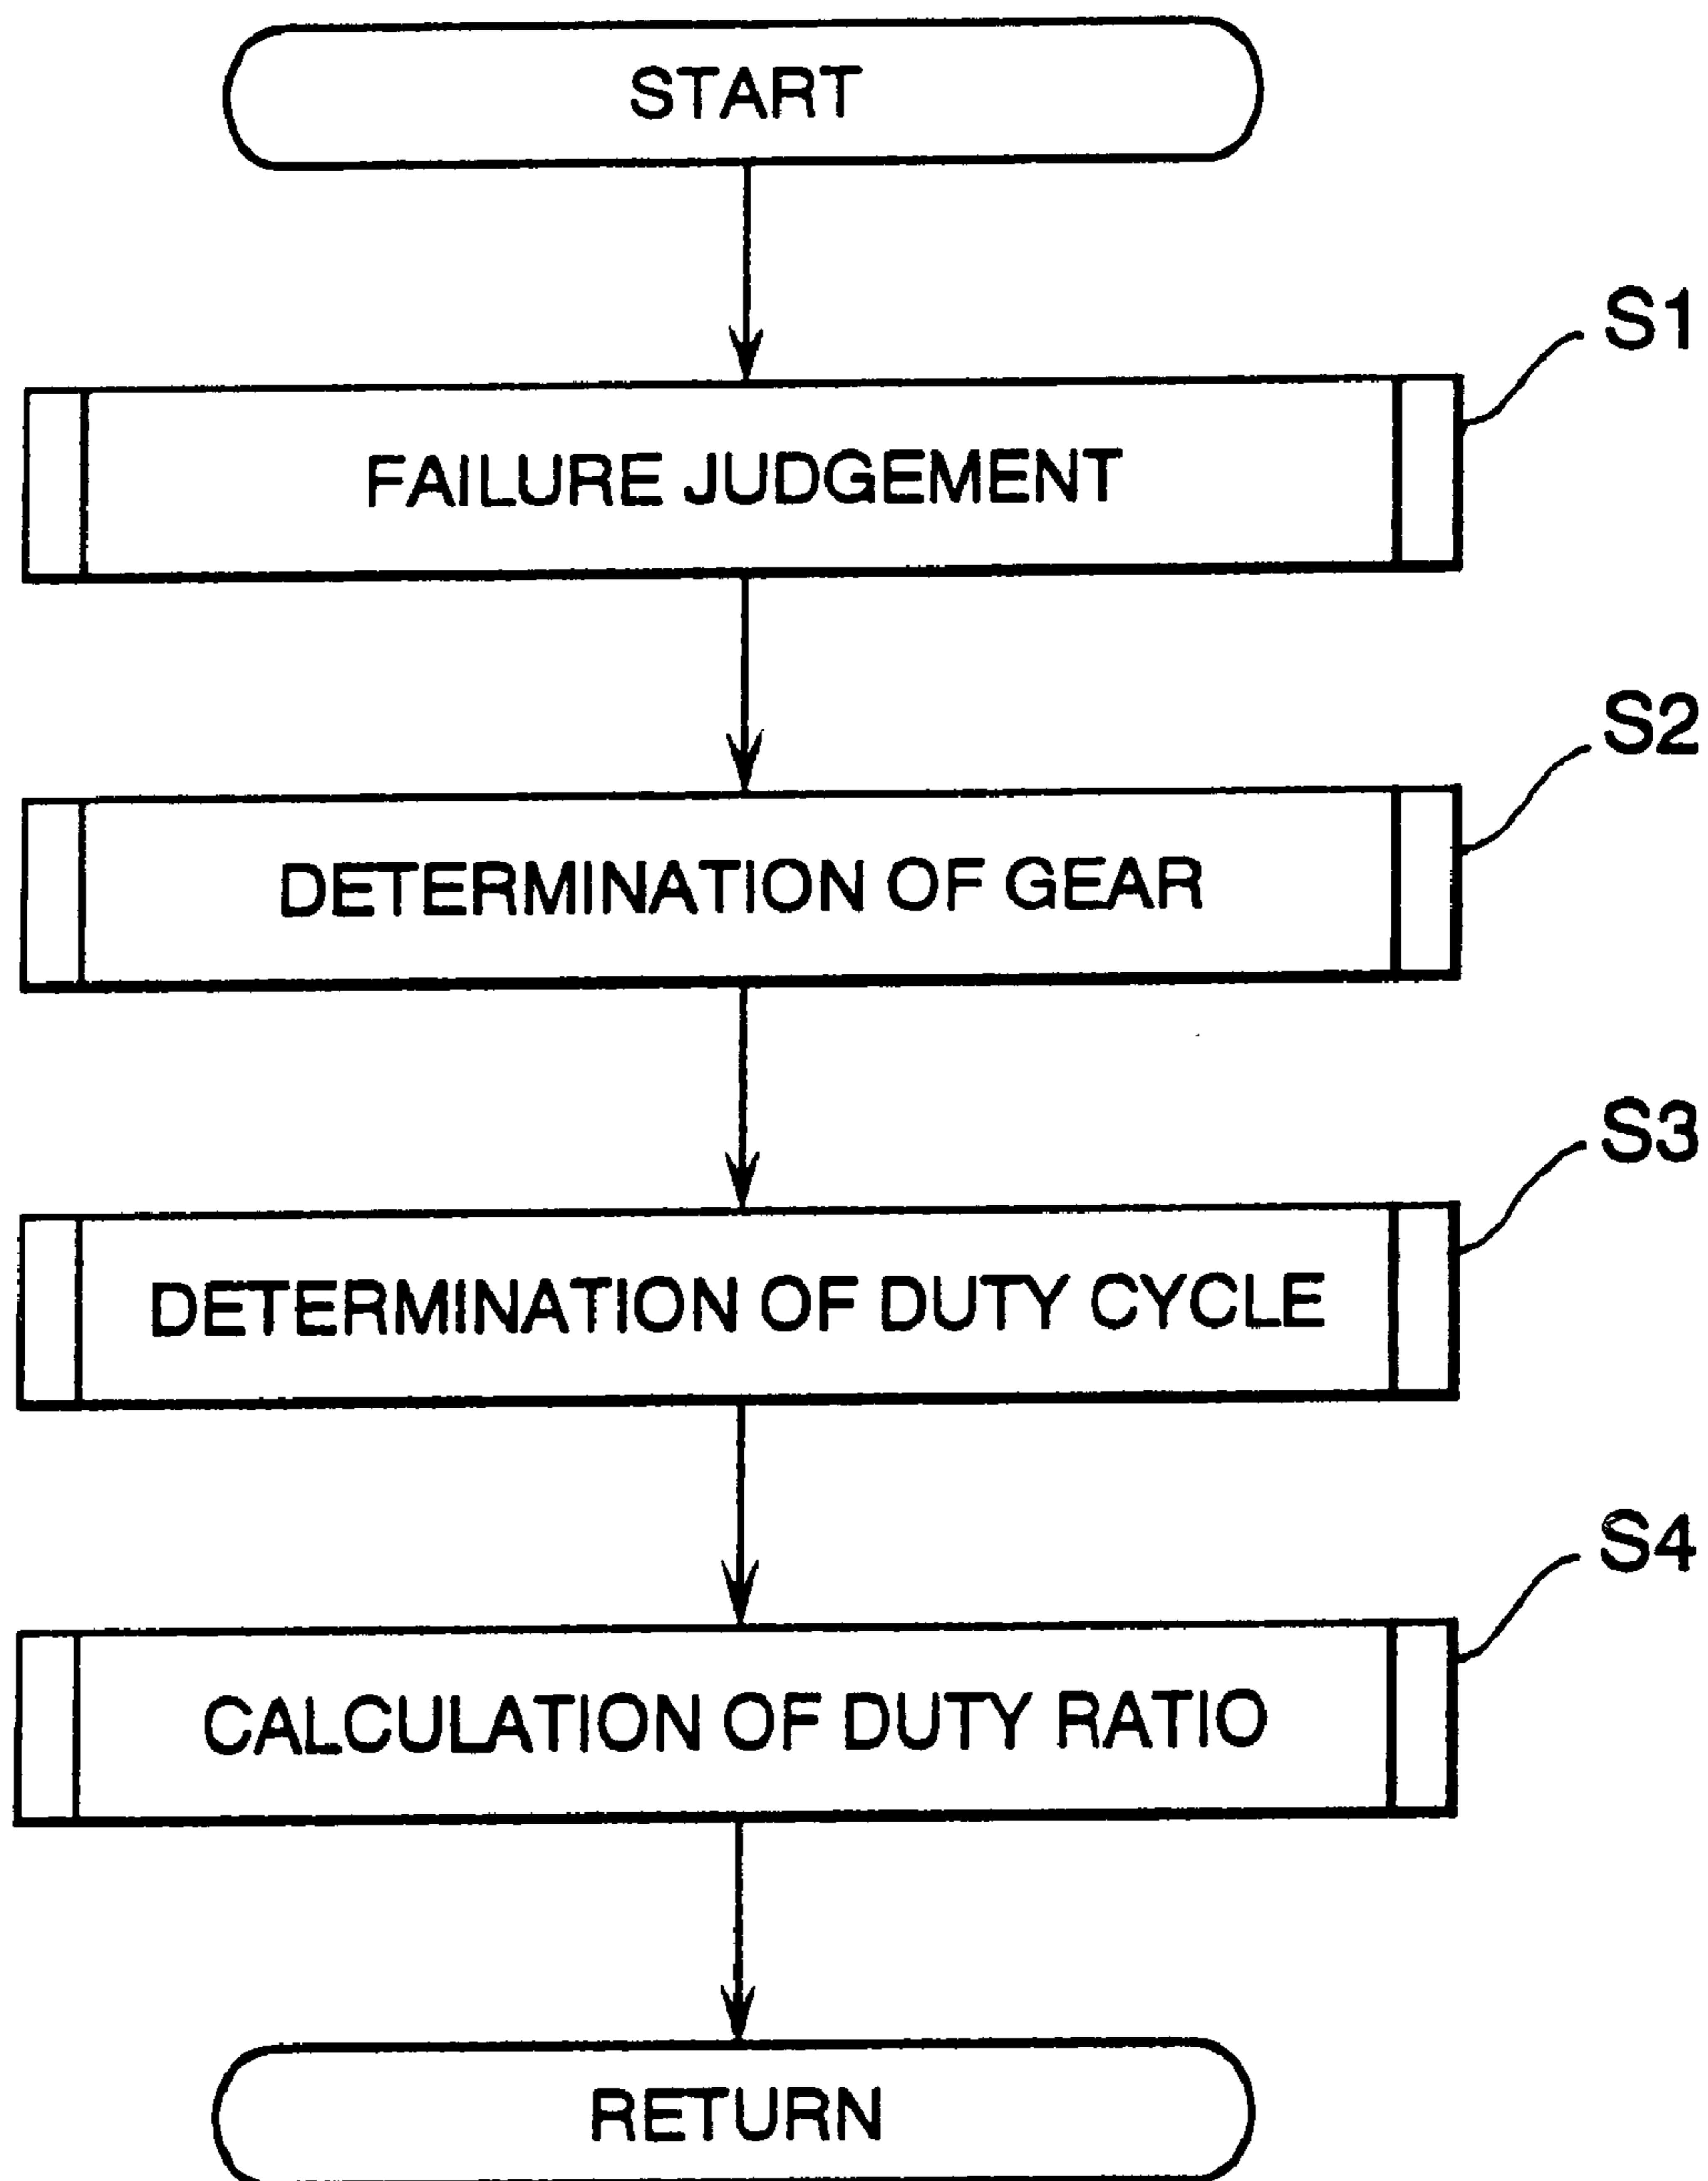 START
S1
FAILURE JUDGEMENT
S2
DETERMINATION OF GEAR
S3
DETERMINATION OF DUTY CYCLE
S4
CALCULATION OF DUTY RATIO
RETURN